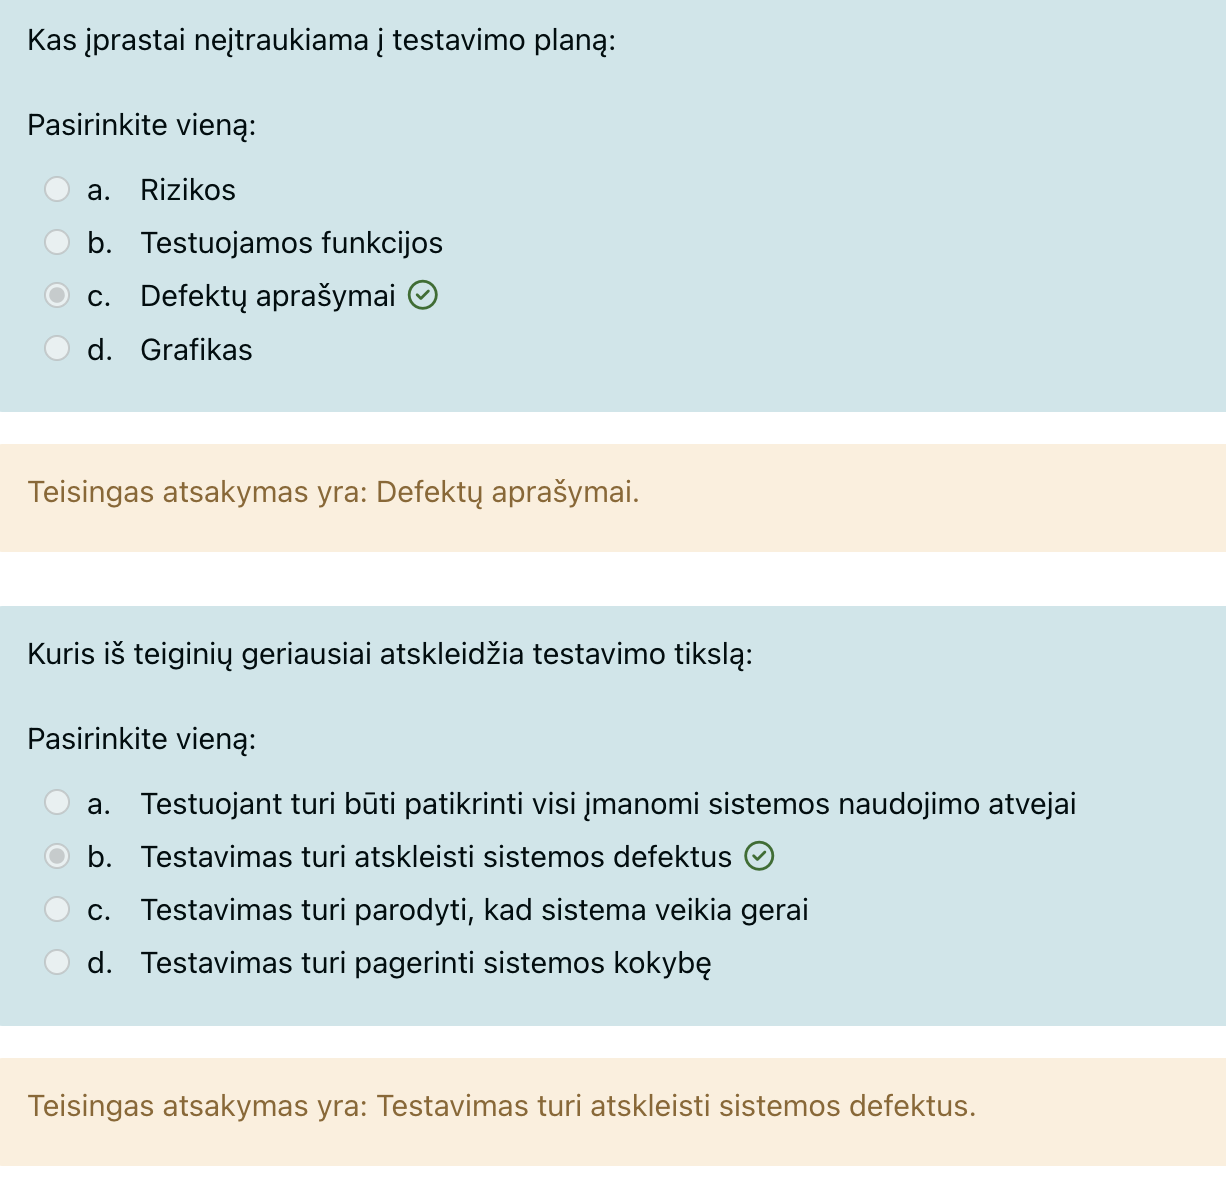 Kas įprastai neįtraukiama į testavimo planą:
Pasirinkite vieną:
a. Rizikos
b. Testuojamos funkcijos
c. Defektų aprašymai
d. Grafikas
Teisingas atsakymas yra: Defektų aprašymai.
Kuris iš teiginių geriausiai atskleidžia testavimo tikslą:
Pasirinkite vieną:
a. Testuojant turi būti patikrinti visi įmanomi sistemos naudojimo atvejai
b. Testavimas turi atskleisti sistemos defektus
c. Testavimas turi parodyti, kad sistema veikia gerai
d. Testavimas turi pagerinti sistemos kokybę
Teisingas atsakymas yra: Testavimas turi atskleisti sistemos defektus.